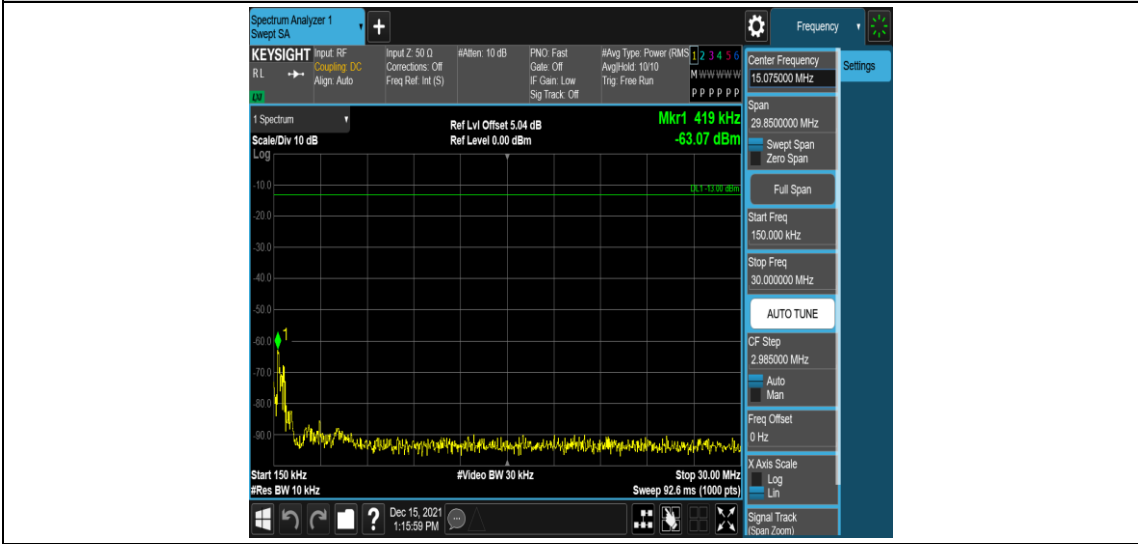 Spectrum Analyzer 1
Swept SA
+
Frequency
KEYSIGHT
RL
LW
Input: RF
Coupling: DC
Align: Auto
Input Z: 50 Ω
Corrections: Off
Freq Ref: Int (S)
#Atten: 10 dB
PNO: Fast
Gate: Off
IF Gain: Low
Sig Track: Off
#Avg Type: Power (RMS
Avg|Hold: 10/10
Trig: Free Run
1 2 3 4 5 6
M W W W W W
P P P P P P
1 Spectrum
Scale/Div 10 dB
Log
Ref Lvl Offset 5.04 dB
Ref Level 0.00 dBm
Mkr1 419 kHz
-63.07 dBm
DL1 -13.00 dBm
-10.0
-20.0
-30.0
-40.0
-50.0
-60.0
-70.0
-80.0
-90.0
1
Start 150 kHz
#Res BW 10 kHz
#Video BW 30 kHz
Stop 30.00 MHz
Sweep 92.6 ms (1000 pts)
?
Dec 15, 2021
1:15:59 PM
Center Frequency
15.075000 MHz
Settings
Span
29.8500000 MHz
Swept Span
Zero Span
Full Span
Start Freq
150.000 kHz
Stop Freq
30.000000 MHz
AUTO TUNE
CF Step
2.985000 MHz
Auto
Man
Freq Offset
0 Hz
X Axis Scale
Log
Lin
Signal Track
(Span Zoom)